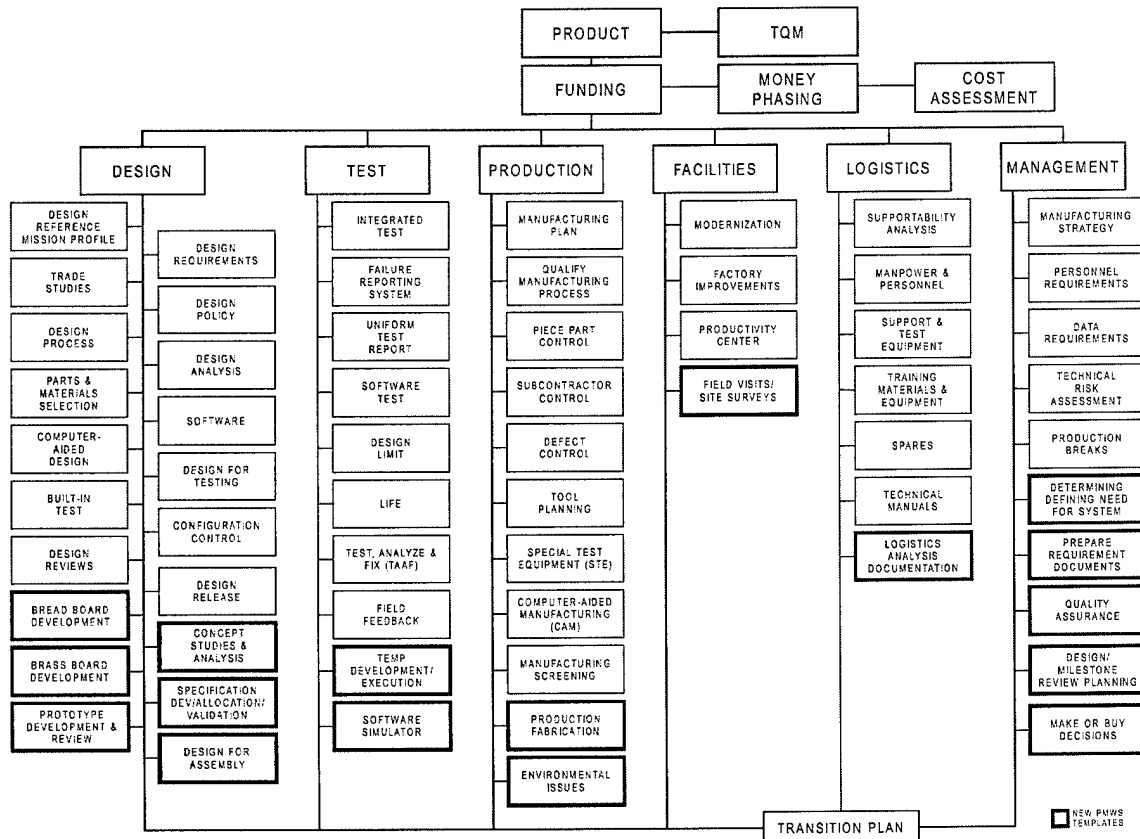 PRODUCT
TQM
FUNDING
MONEY
PHASING
COST
ASSESSMENT
DESIGN
TEST
PRODUCTION
FACILITIES
LOGISTICS
MANAGEMENT
DESIGN
REFERENCE
MISSION PROFILE
TRADE
STUDIES
DESIGN
PROCESS
PARTS &
MATERIALS
SELECTION
COMPUTER-
AIDED
DESIGN
BUILT-IN
TEST
DESIGN
REVIEWS
BREAD BOARD
DEVELOPMENT
BRASS BOARD
DEVELOPMENT
PROTOTYPE
DEVELOPMENT &
REVIEW
DESIGN
REQUIREMENTS
DESIGN
POLICY
DESIGN
ANALYSIS
SOFTWARE
DESIGN FOR
TESTING
CONFIGURATION
CONTROL
DESIGN
RELEASE
CONCEPT
STUDIES &
ANALYSIS
SPECIFICATION
DEV/ALLOCATION/
VALIDATION
DESIGN FOR
ASSEMBLY
INTEGRATED
TEST
FAILURE
REPORTING
SYSTEM
UNIFORM
TEST
REPORT
SOFTWARE
TEST
DESIGN
LIMIT
LIFE
TEST, ANALYZE &
FIX (TAAF)
FIELD
FEEDBACK
TEMP
DEVELOPMENT/
EXECUTION
SOFTWARE
SIMULATOR
MANUFACTURING
PLAN
QUALIFY
MANUFACTURING
PROCESS
PIECE PART
CONTROL
SUBCONTRACTOR
CONTROL
DEFECT
CONTROL
TOOL
PLANNING
SPECIAL TEST
EQUIPMENT (STE)
COMPUTER-AIDED
MANUFACTURING
(CAM)
MANUFACTURING
SCREENING
PRODUCTION
FABRICATION
ENVIRONMENTAL
ISSUES
MODERNIZATION
FACTORY
IMPROVEMENTS
PRODUCTIVITY
CENTER
FIELD VISITS/
SITE SURVEYS
SUPPORTABILITY
ANALYSIS
MANPOWER &
PERSONNEL
SUPPORT &
TEST
EQUIPMENT
TRAINING
MATERIALS &
EQUIPMENT
SPARES
TECHNICAL
MANUALS
LOGISTICS
ANALYSIS
DOCUMENTATION
MANUFACTURING
STRATEGY
PERSONNEL
REQUIREMENTS
DATA
REQUIREMENTS
TECHNICAL
RISK
ASSESSMENT
PRODUCTION
BREAKS
DETERMINING
DEFINING NEED
FOR SYSTEM
PREPARE
REQUIREMENT
DOCUMENTS
QUALITY
ASSURANCE
DESIGN/
MILESTONE
REVIEW PLANNING
MAKE OR BUY
DECISIONS
TRANSITION PLAN
NEW PMWS
TEMPLATES